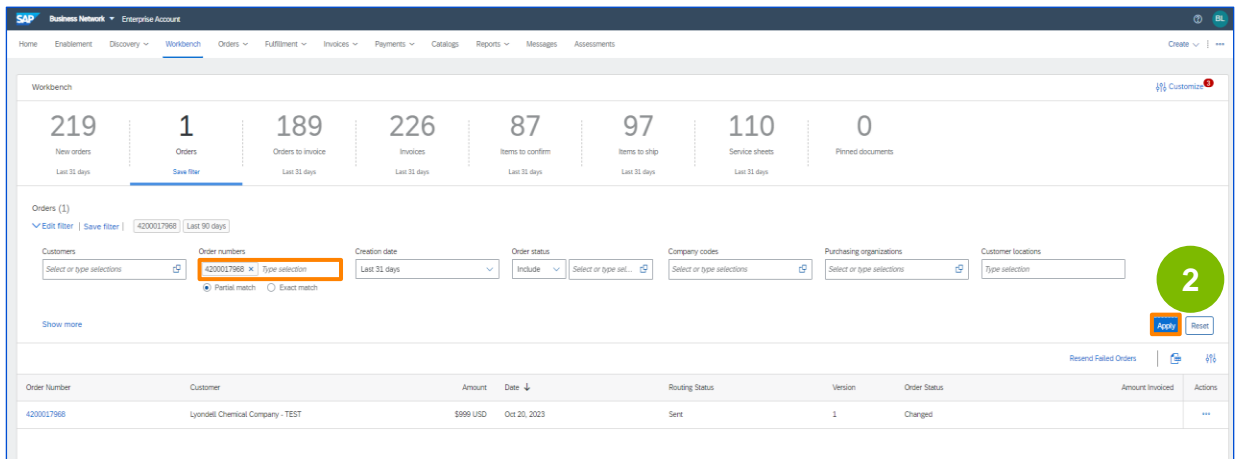 SAP Business Network Enterprise Account BL
Home Enablement Discovery Workbench Orders Fulfillment Invoices Payments Catalogs Reports Messages Assessments Create
Workbench Customize 3
219 1 189 226 87 97 110 0
New orders Orders Orders to invoice Invoices Items to confirm Items to ship Service sheets Pinned documents
Last 31 days Save filter Last 31 days Last 31 days Last 31 days Last 31 days Last 31 days
Orders (1)
Edit filter | Save filter | 4200017968 Last 90 days
Customers Order numbers Creation date Order status Company codes Purchasing organizations Customer locations
Select or type selections 4200017968 × Type selection Last 31 days Include Select or type sel... Select or type selections Select or type selections Type selection
Partial match Exact match
2
Show more Apply Reset
Resend Failed Orders
Order Number Customer Amount Date ↓ Routing Status Version Order Status Amount Invoiced Actions
4200017968 Lyondell Chemical Company - TEST $999 USD Oct 20, 2023 Sent 1 Changed ...